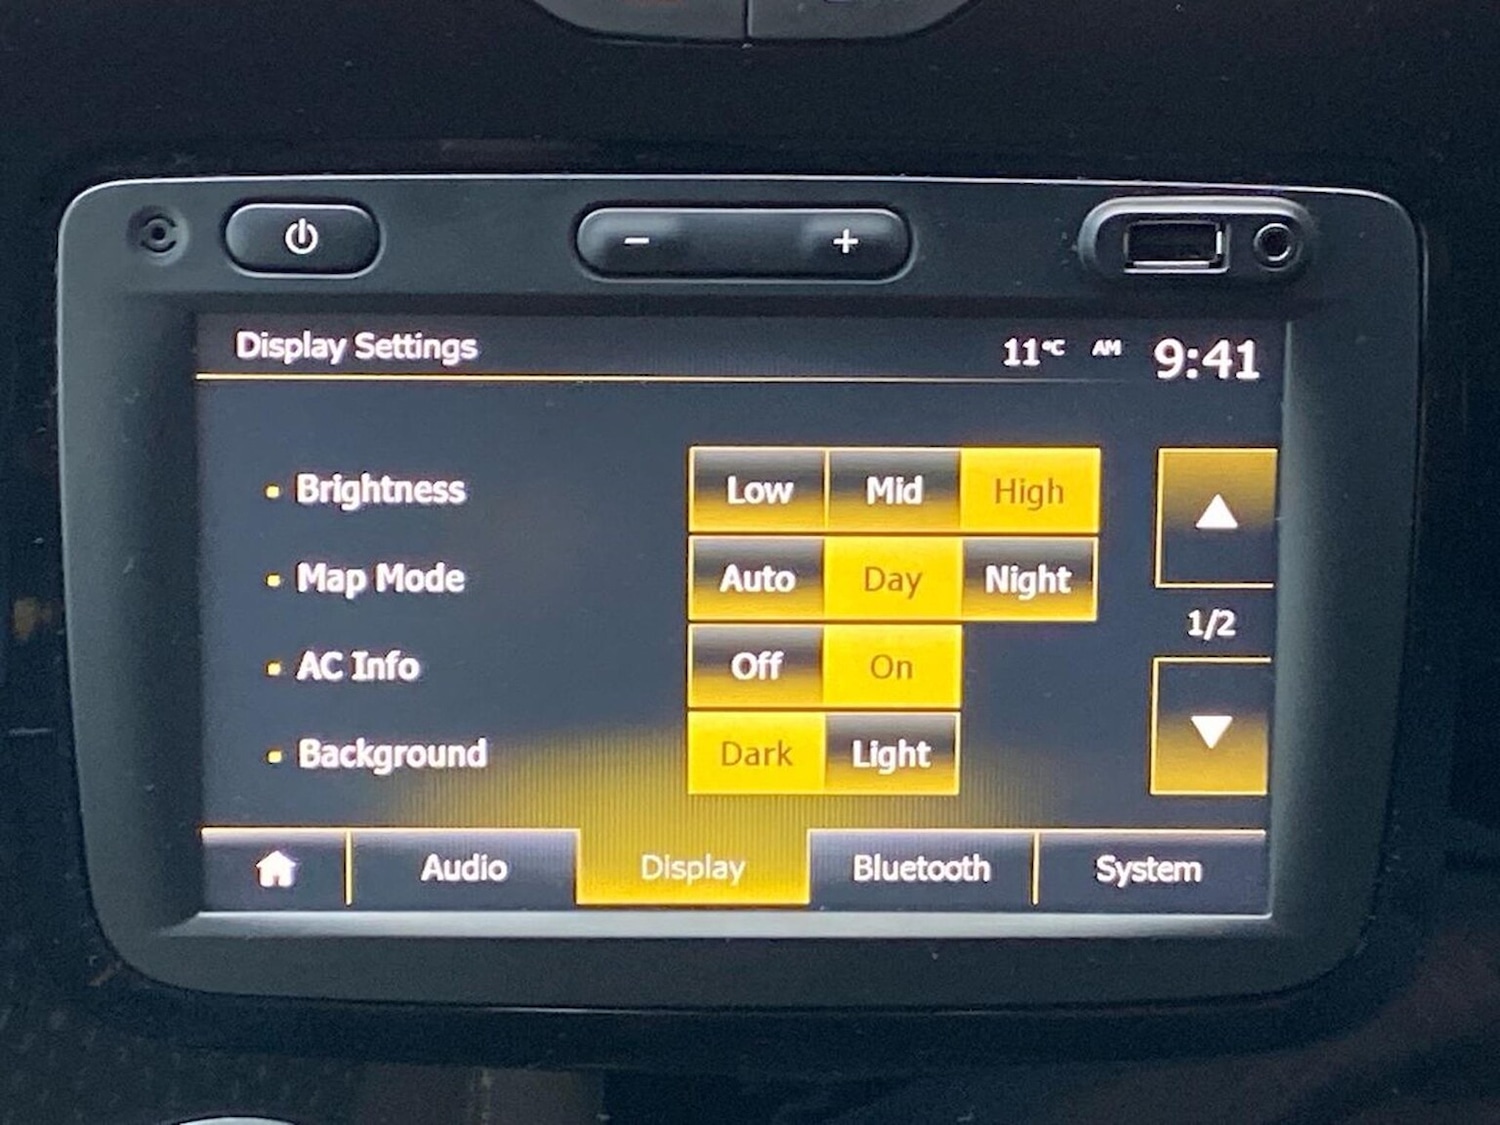 Display Settings 11°C AM 9:41
Brightness Low Mid High
Map Mode Auto Day Night
1/2
AC Info Off On
Background Dark Light
Audio Display Bluetooth System